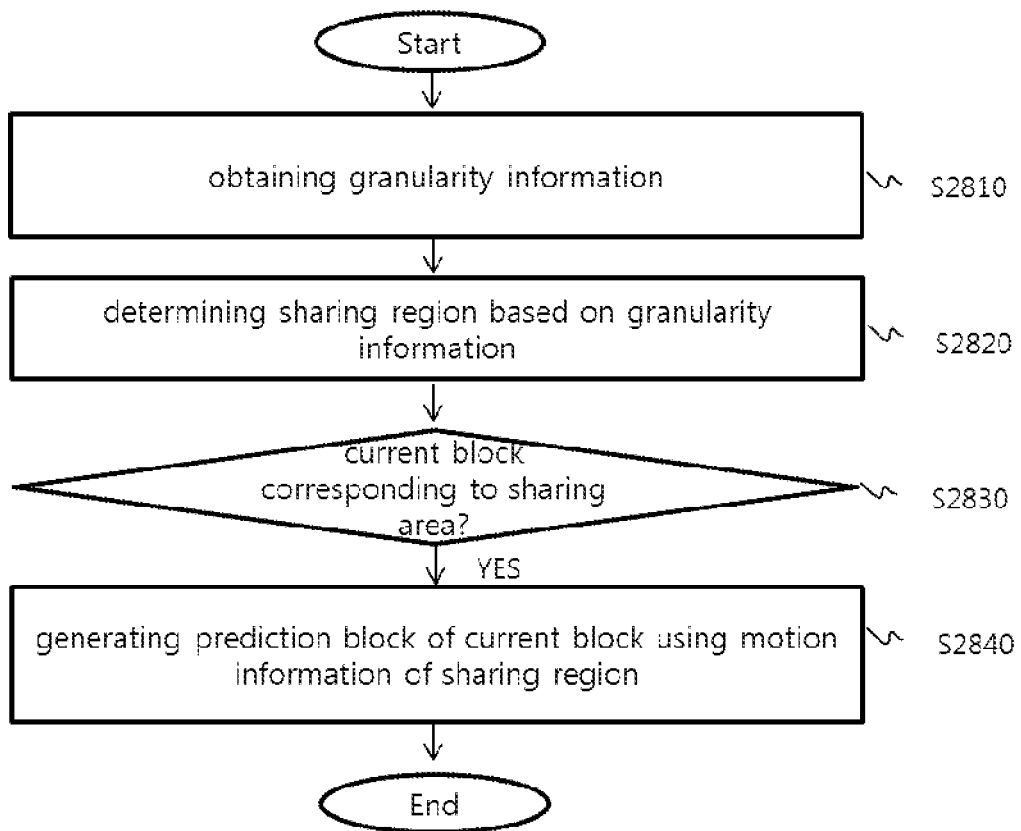 Start
obtaining granularity information
S2810
determining sharing region based on granularity
information
S2820
current block
corresponding to sharing
area?
S2830
YES
generating prediction block of current block using motion
information of sharing region
S2840
End